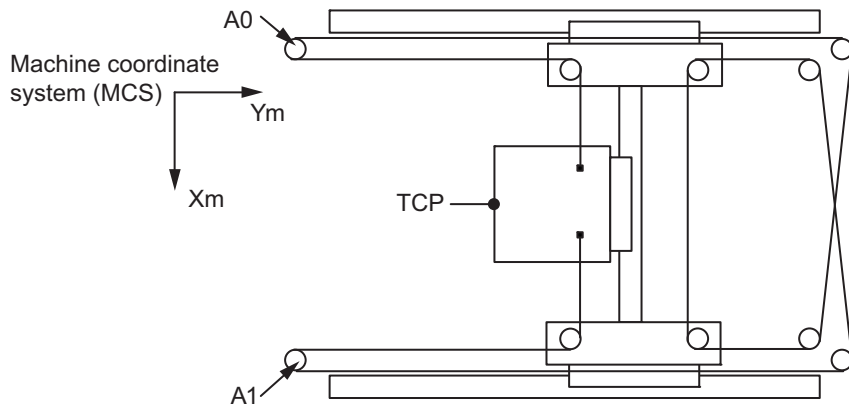 A0
Machine coordinate
system (MCS)
Ym
Xm
TCP
A1